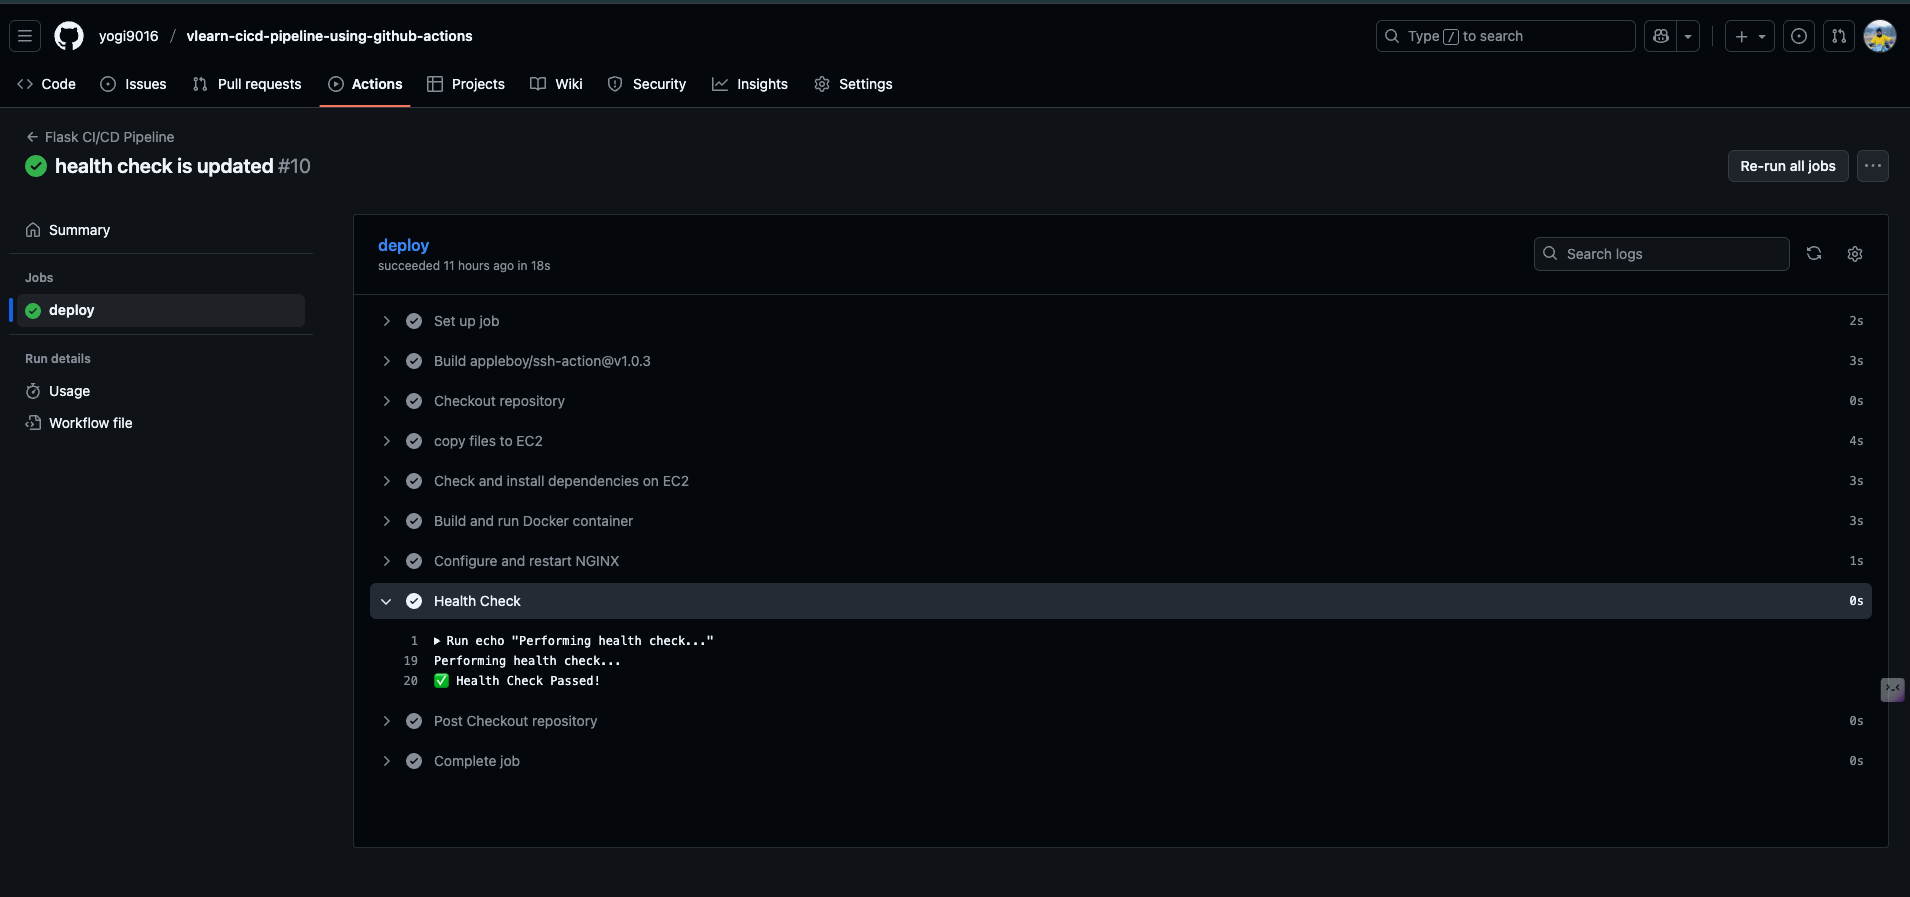 yogi9016 / vlearn-cicd-pipeline-using-github-actions
Type / to search
Code Issues Pull requests Actions Projects Wiki Security Insights Settings
Flask CI/CD Pipeline
health check is updated #10
Re-run all jobs
Summary
Jobs
deploy
Run details
Usage
Workflow file
deploy
succeeded 11 hours ago in 18s
Search logs
Set up job 2s
Build appleboy/ssh-action@v1.0.3 3s
Checkout repository 0s
copy files to EC2 4s
Check and install dependencies on EC2 3s
Build and run Docker container 3s
Configure and restart NGINX 1s
Health Check 0s
1 Run echo "Performing health check..."
19 Performing health check...
20 ✅ Health Check Passed!
Post Checkout repository 0s
Complete job 0s